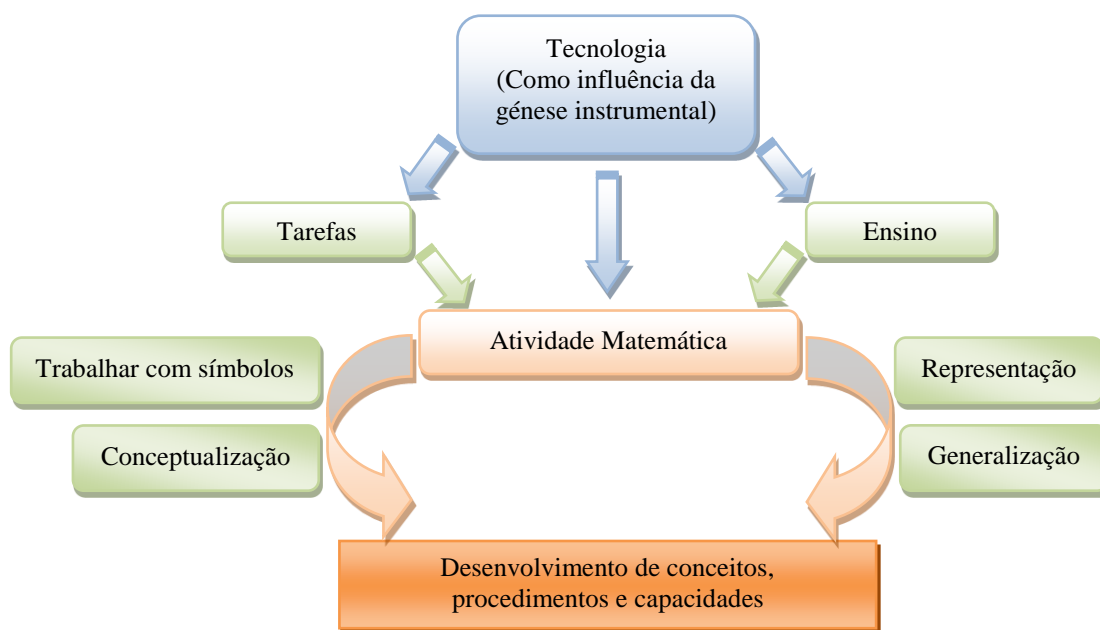 Tecnologia
(Como influência da
génese instrumental)
Tarefas
Ensino
Atividade Matemática
Trabalhar com símbolos
Representação
Conceptualização
Generalização
Desenvolvimento de conceitos,
procedimentos e capacidades